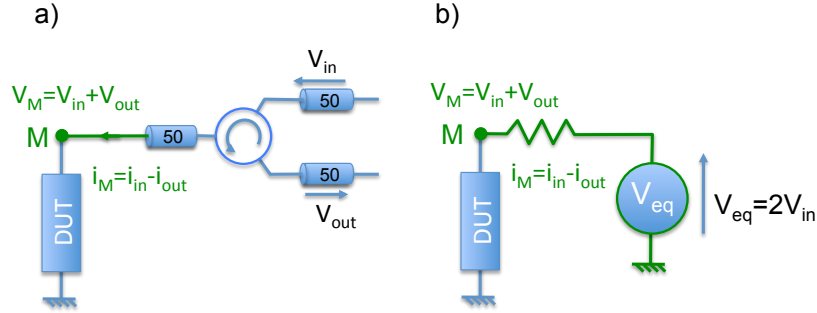 a)
V_in
50
V_M=V_in+V_out
M
50
i_M=i_in-i_out
50
V_out
DUT
b)
V_M=V_in+V_out
M
i_M=i_in-i_out
V_eq
V_eq=2V_in
DUT